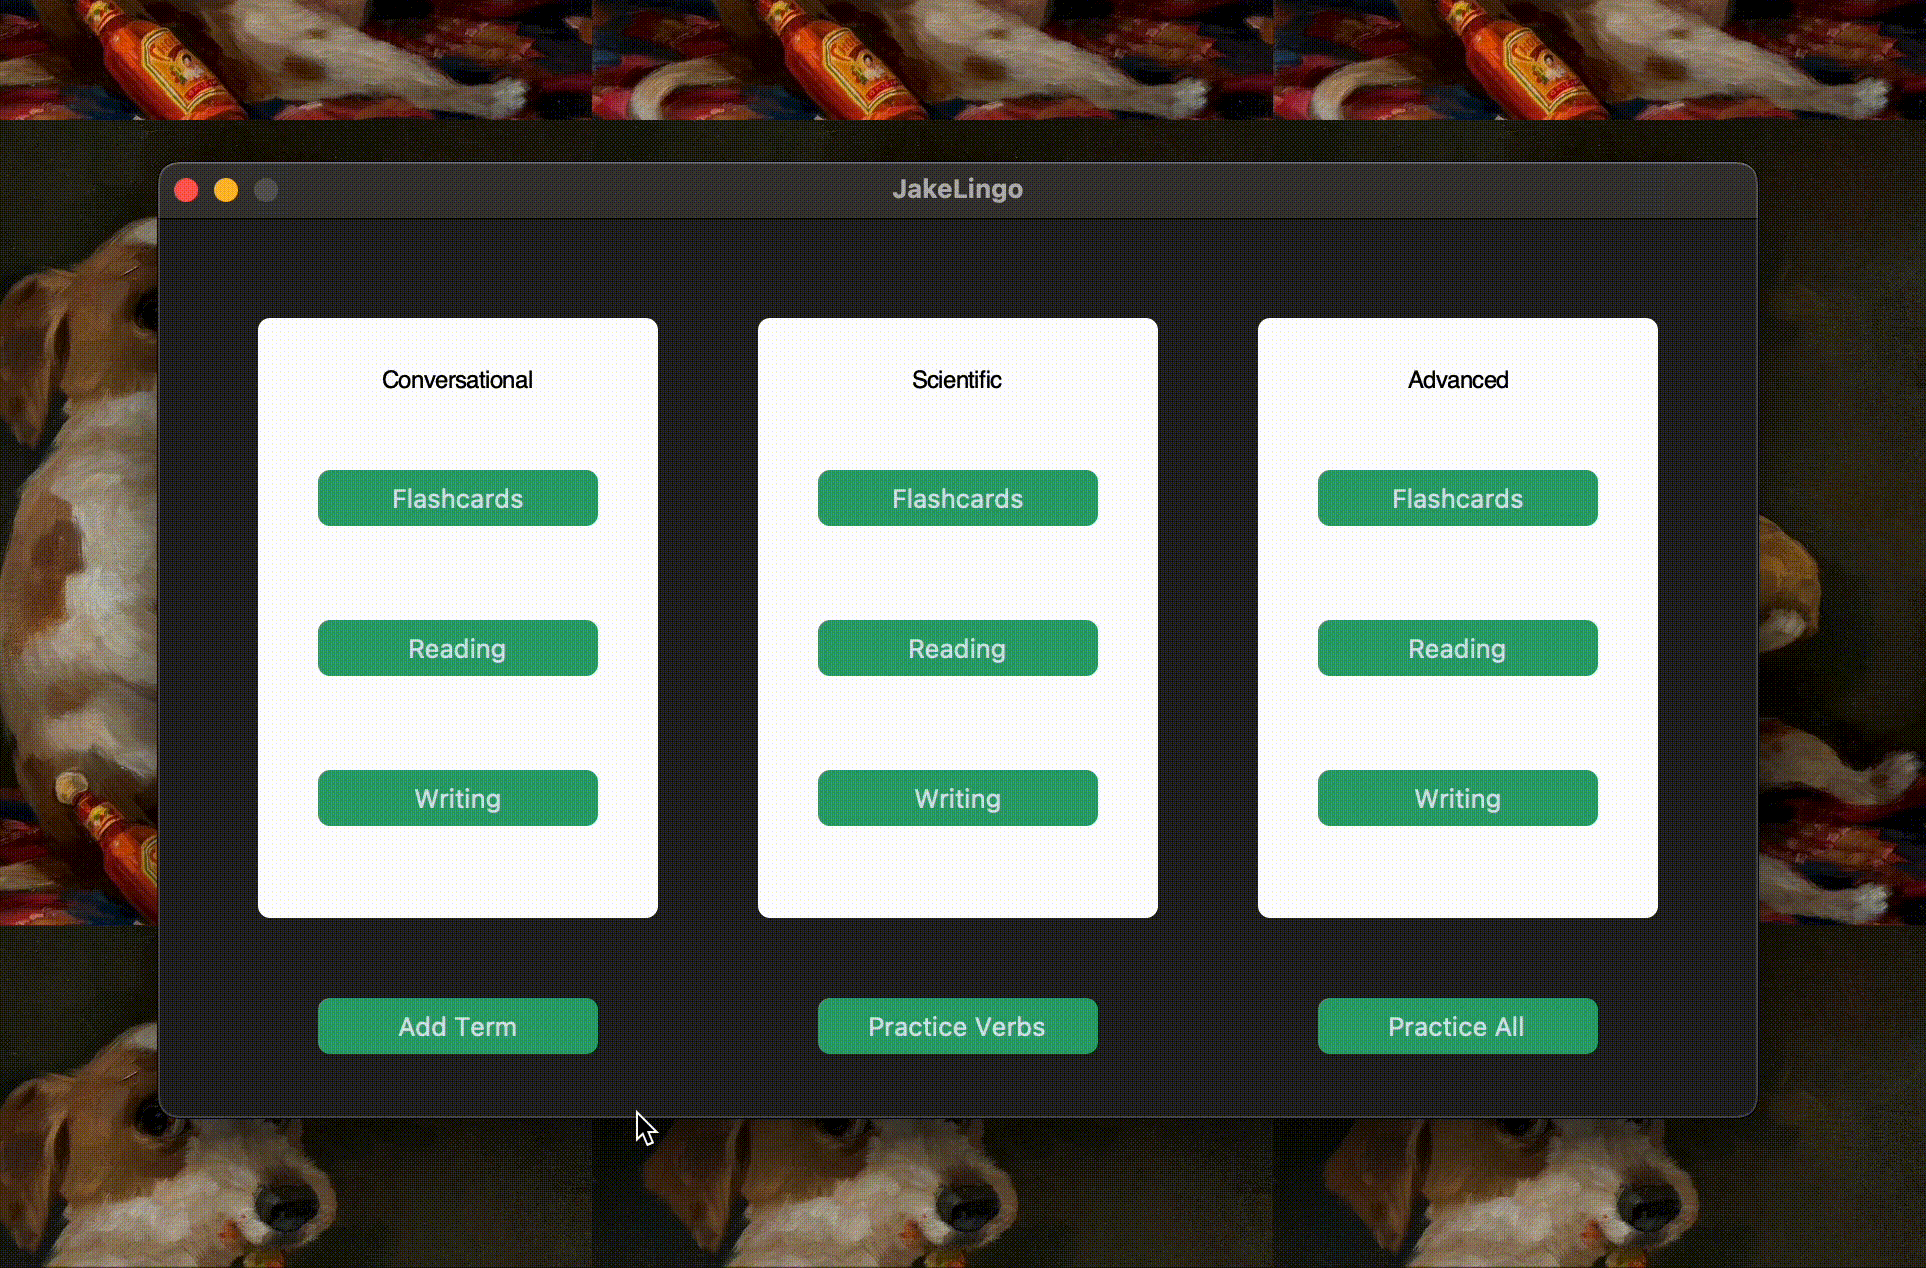 JakeLingo
Conversational
Scientific
Advanced
Flashcards
Flashcards
Flashcards
Reading
Reading
Reading
Writing
Writing
Writing
Add Term
Practice Verbs
Practice All